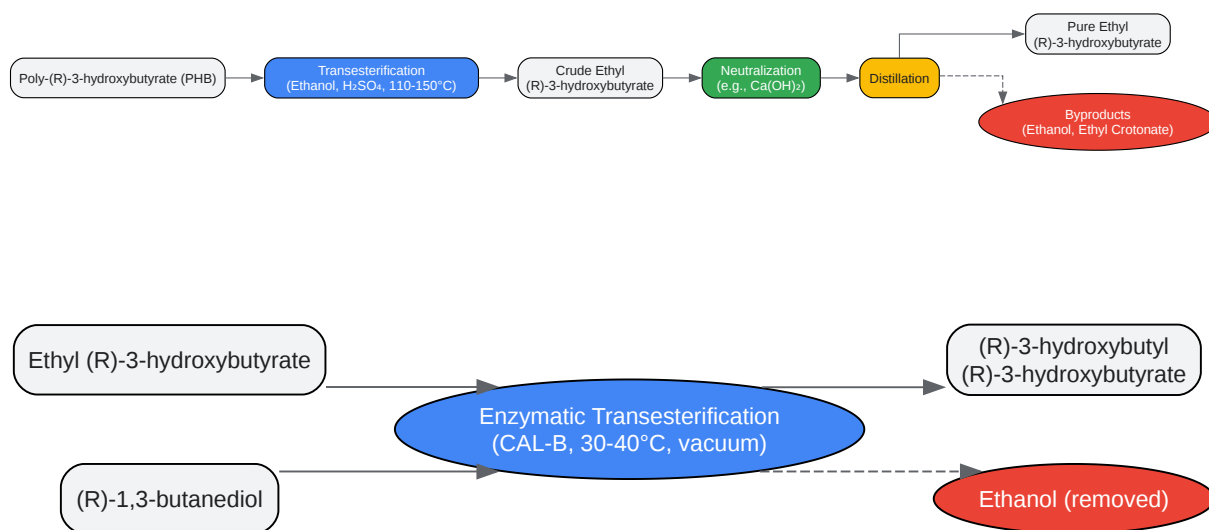 Poly-(R)-3-hydroxybutyrate (PHB)
Transesterification
(Ethanol, H₂SO₄, 110-150°C)
Crude Ethyl
(R)-3-hydroxybutyrate
Neutralization
(e.g., Ca(OH)₂)
Distillation
Pure Ethyl
(R)-3-hydroxybutyrate
Byproducts
(Ethanol, Ethyl Crotonate)
Ethyl (R)-3-hydroxybutyrate
(R)-1,3-butanediol
Enzymatic Transesterification
(CAL-B, 30-40°C, vacuum)
(R)-3-hydroxybutyl
(R)-3-hydroxybutyrate
Ethanol (removed)